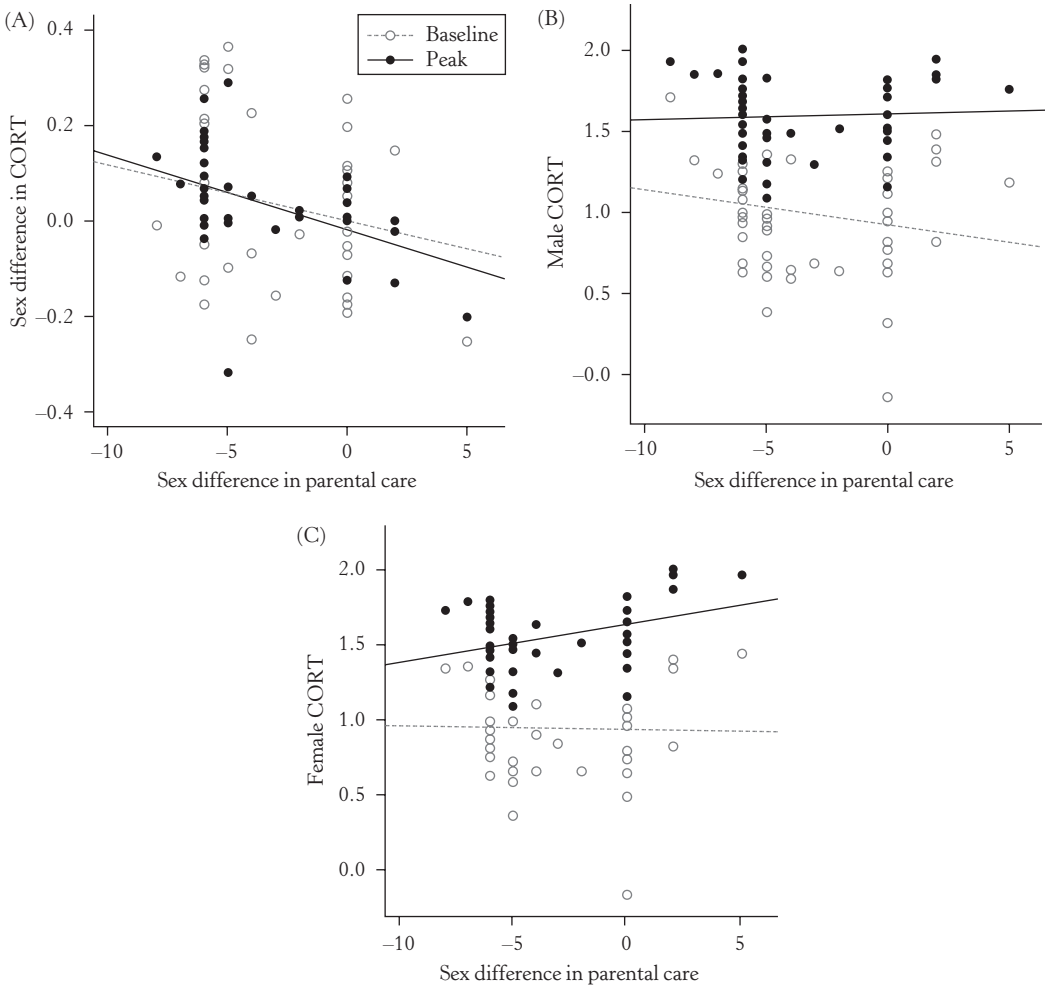 (A)
0.4
0.2
0.0
–0.2
–0.4
Sex difference in CORT
Baseline
Peak
–10
–5
0
5
Sex difference in parental care
(B)
2.0
1.5
1.0
0.5
–0.0
Male CORT
–10
–5
0
5
Sex difference in parental care
(C)
2.0
1.5
1.0
0.5
0.0
Female CORT
–10
–5
0
5
Sex difference in parental care